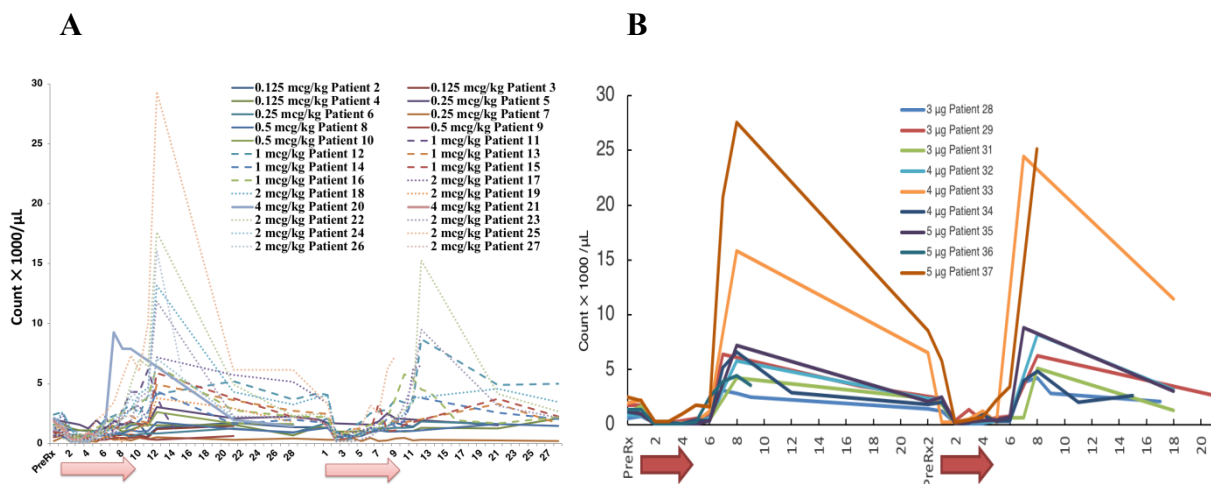 A
B
30
25
20
15
10
5
0
Count × 1000/µL
0.125 mcg/kg Patient 2
0.125 mcg/kg Patient 3
0.125 mcg/kg Patient 4
0.25 mcg/kg Patient 5
0.25 mcg/kg Patient 6
0.25 mcg/kg Patient 7
0.5 mcg/kg Patient 8
0.5 mcg/kg Patient 9
0.5 mcg/kg Patient 10
1 mcg/kg Patient 11
1 mcg/kg Patient 12
1 mcg/kg Patient 13
1 mcg/kg Patient 14
1 mcg/kg Patient 15
1 mcg/kg Patient 16
2 mcg/kg Patient 17
2 mcg/kg Patient 18
2 mcg/kg Patient 19
4 mcg/kg Patient 20
4 mcg/kg Patient 21
2 mcg/kg Patient 22
2 mcg/kg Patient 23
2 mcg/kg Patient 24
2 mcg/kg Patient 25
2 mcg/kg Patient 26
2 mcg/kg Patient 27
PreRx 2 4 6 8 10 12 14 16 18 20 22 24 26 28 1 3 5 7 9 11 13 15 17 19 21 23 25 27
30
25
20
15
10
5
0
Count × 1000 /µL
3 µg Patient 28
3 µg Patient 29
3 µg Patient 31
4 µg Patient 32
4 µg Patient 33
4 µg Patient 34
5 µg Patient 35
5 µg Patient 36
5 µg Patient 37
PreRx 2 4 6 8 10 12 14 16 18 20 22 PreRx2 2 4 6 8 10 12 14 16 18 20